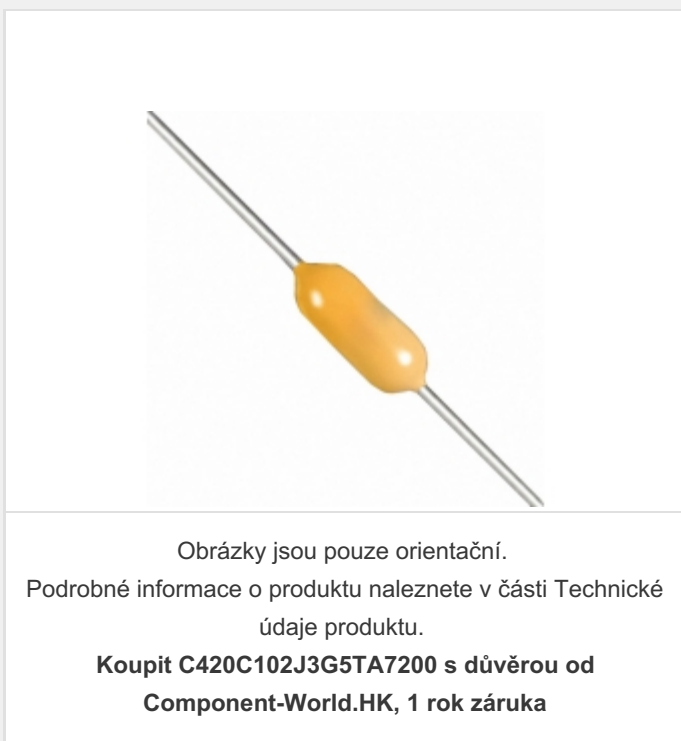 Obrázky jsou pouze orientační.
Podrobné informace o produktu naleznete v části Technické
údaje produktu.
Koupit C420C102J3G5TA7200 s důvěrou od
Component-World.HK, 1 rok záruka